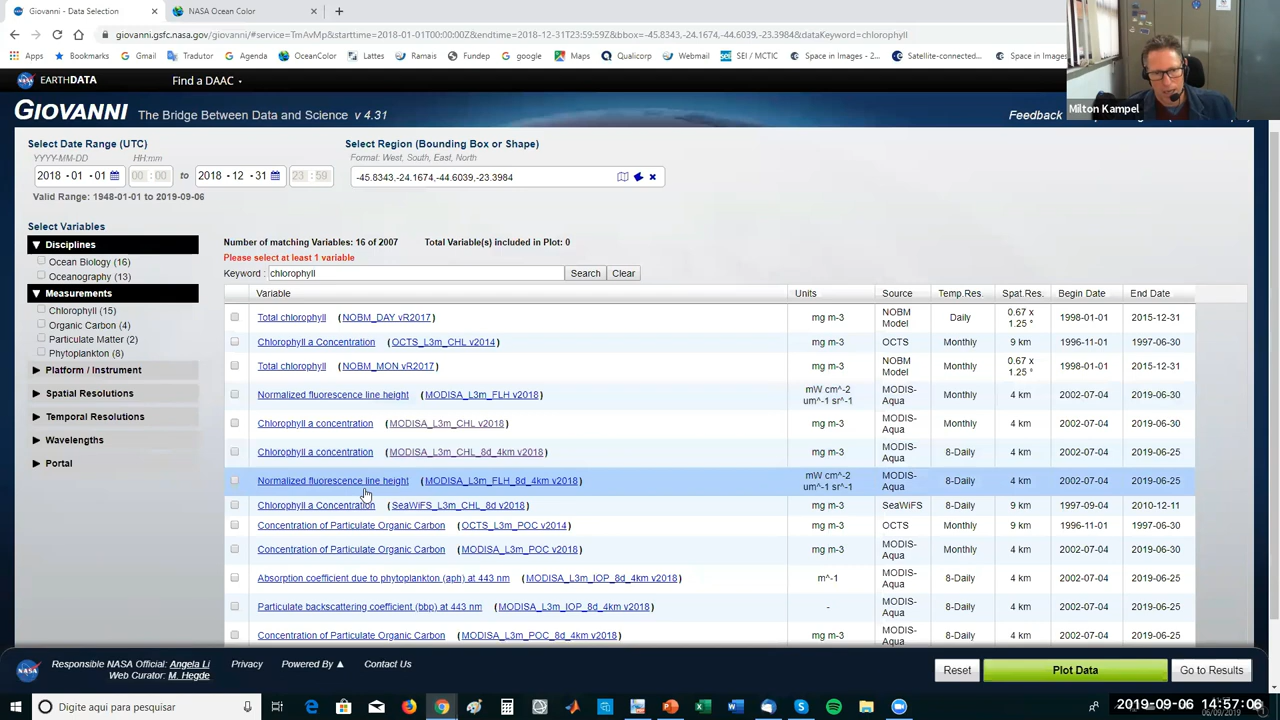 Giovanni - Data Selection
NASA Ocean Color
giovanni.gsfc.nasa.gov/giovanni/#service=TmAvMp&starttime=2018-01-01T00:00:00Z&endtime=2018-12-31T23:59:59Z&bbox=-45.8343,-24.1674,-44.6039,-23.3984&dataKeyword=chlorophyll
Apps Bookmarks Gmail Tradutor Agenda OceanColor Lattes Ramais Fundep google Maps Qualicorp Webmail SEI / MCTIC Space in Images - 2... Satellite-connected... Space in Images
Milton Kampel
EARTHDATA Find a DAAC
GIOVANNI The Bridge Between Data and Science v 4.31 Feedback
Select Date Range (UTC) Select Region (Bounding Box or Shape)
YYYY-MM-DD HH:mm Format: West, South, East, North
2018 -01 -01 00 : 00 to 2018 -12 -31 23 : 59 -45.8343,-24.1674,-44.6039,-23.3984
Valid Range: 1948-01-01 to 2019-09-06
Select Variables
Disciplines
Ocean Biology (16)
Oceanography (13)
Measurements
Chlorophyll (15)
Organic Carbon (4)
Particulate Matter (2)
Phytoplankton (8)
Platform / Instrument
Spatial Resolutions
Temporal Resolutions
Wavelengths
Portal
Number of matching Variables: 16 of 2007 Total Variable(s) included in Plot: 0
Please select at least 1 variable
Keyword : chlorophyll Search Clear
Variable Units Source Temp.Res. Spat.Res. Begin Date End Date
Total chlorophyll (NOBM_DAY vR2017) mg m-3 NOBM Model Daily 0.67 x 1.25 ° 1998-01-01 2015-12-31
Chlorophyll a Concentration (OCTS_L3m_CHL v2014) mg m-3 OCTS Monthly 9 km 1996-11-01 1997-06-30
Total chlorophyll (NOBM_MON vR2017) mg m-3 NOBM Model Monthly 0.67 x 1.25 ° 1998-01-01 2015-12-31
Normalized fluorescence line height (MODISA_L3m_FLH v2018) mW cm^-2 um^-1 sr^-1 MODIS-Aqua Monthly 4 km 2002-07-04 2019-06-30
Chlorophyll a concentration (MODISA_L3m_CHL v2018) mg m-3 MODIS-Aqua Monthly 4 km 2002-07-04 2019-06-30
Chlorophyll a concentration (MODISA_L3m_CHL_8d_4km v2018) mg m-3 MODIS-Aqua 8-Daily 4 km 2002-07-04 2019-06-25
Normalized fluorescence line height (MODISA_L3m_FLH_8d_4km v2018) mW cm^-2 um^-1 sr^-1 MODIS-Aqua 8-Daily 4 km 2002-07-04 2019-06-25
Chlorophyll a Concentration (SeaWiFS_L3m_CHL_8d v2018) mg m-3 SeaWiFS 8-Daily 9 km 1997-09-04 2010-12-11
Concentration of Particulate Organic Carbon (OCTS_L3m_POC v2014) mg m-3 OCTS Monthly 9 km 1996-11-01 1997-06-30
Concentration of Particulate Organic Carbon (MODISA_L3m_POC v2018) mg m-3 MODIS-Aqua Monthly 4 km 2002-07-04 2019-06-30
Absorption coefficient due to phytoplankton (aph) at 443 nm (MODISA_L3m_IOP_8d_4km v2018) m^-1 MODIS-Aqua 8-Daily 4 km 2002-07-04 2019-06-25
Particulate backscattering coefficient (bbp) at 443 nm (MODISA_L3m_IOP_8d_4km v2018) - MODIS-Aqua 8-Daily 4 km 2002-07-04 2019-06-25
Concentration of Particulate Organic Carbon (MODISA_L3m_POC_8d_4km v2018) mg m-3 MODIS-Aqua 8-Daily 4 km 2002-07-04 2019-06-25
Responsible NASA Official: Angela Li Privacy Powered By Contact Us Reset Plot Data Go to Results
Web Curator: M. Hegde
Digite aqui para pesquisar
2019-09-06 14:57:06
06/09/2019